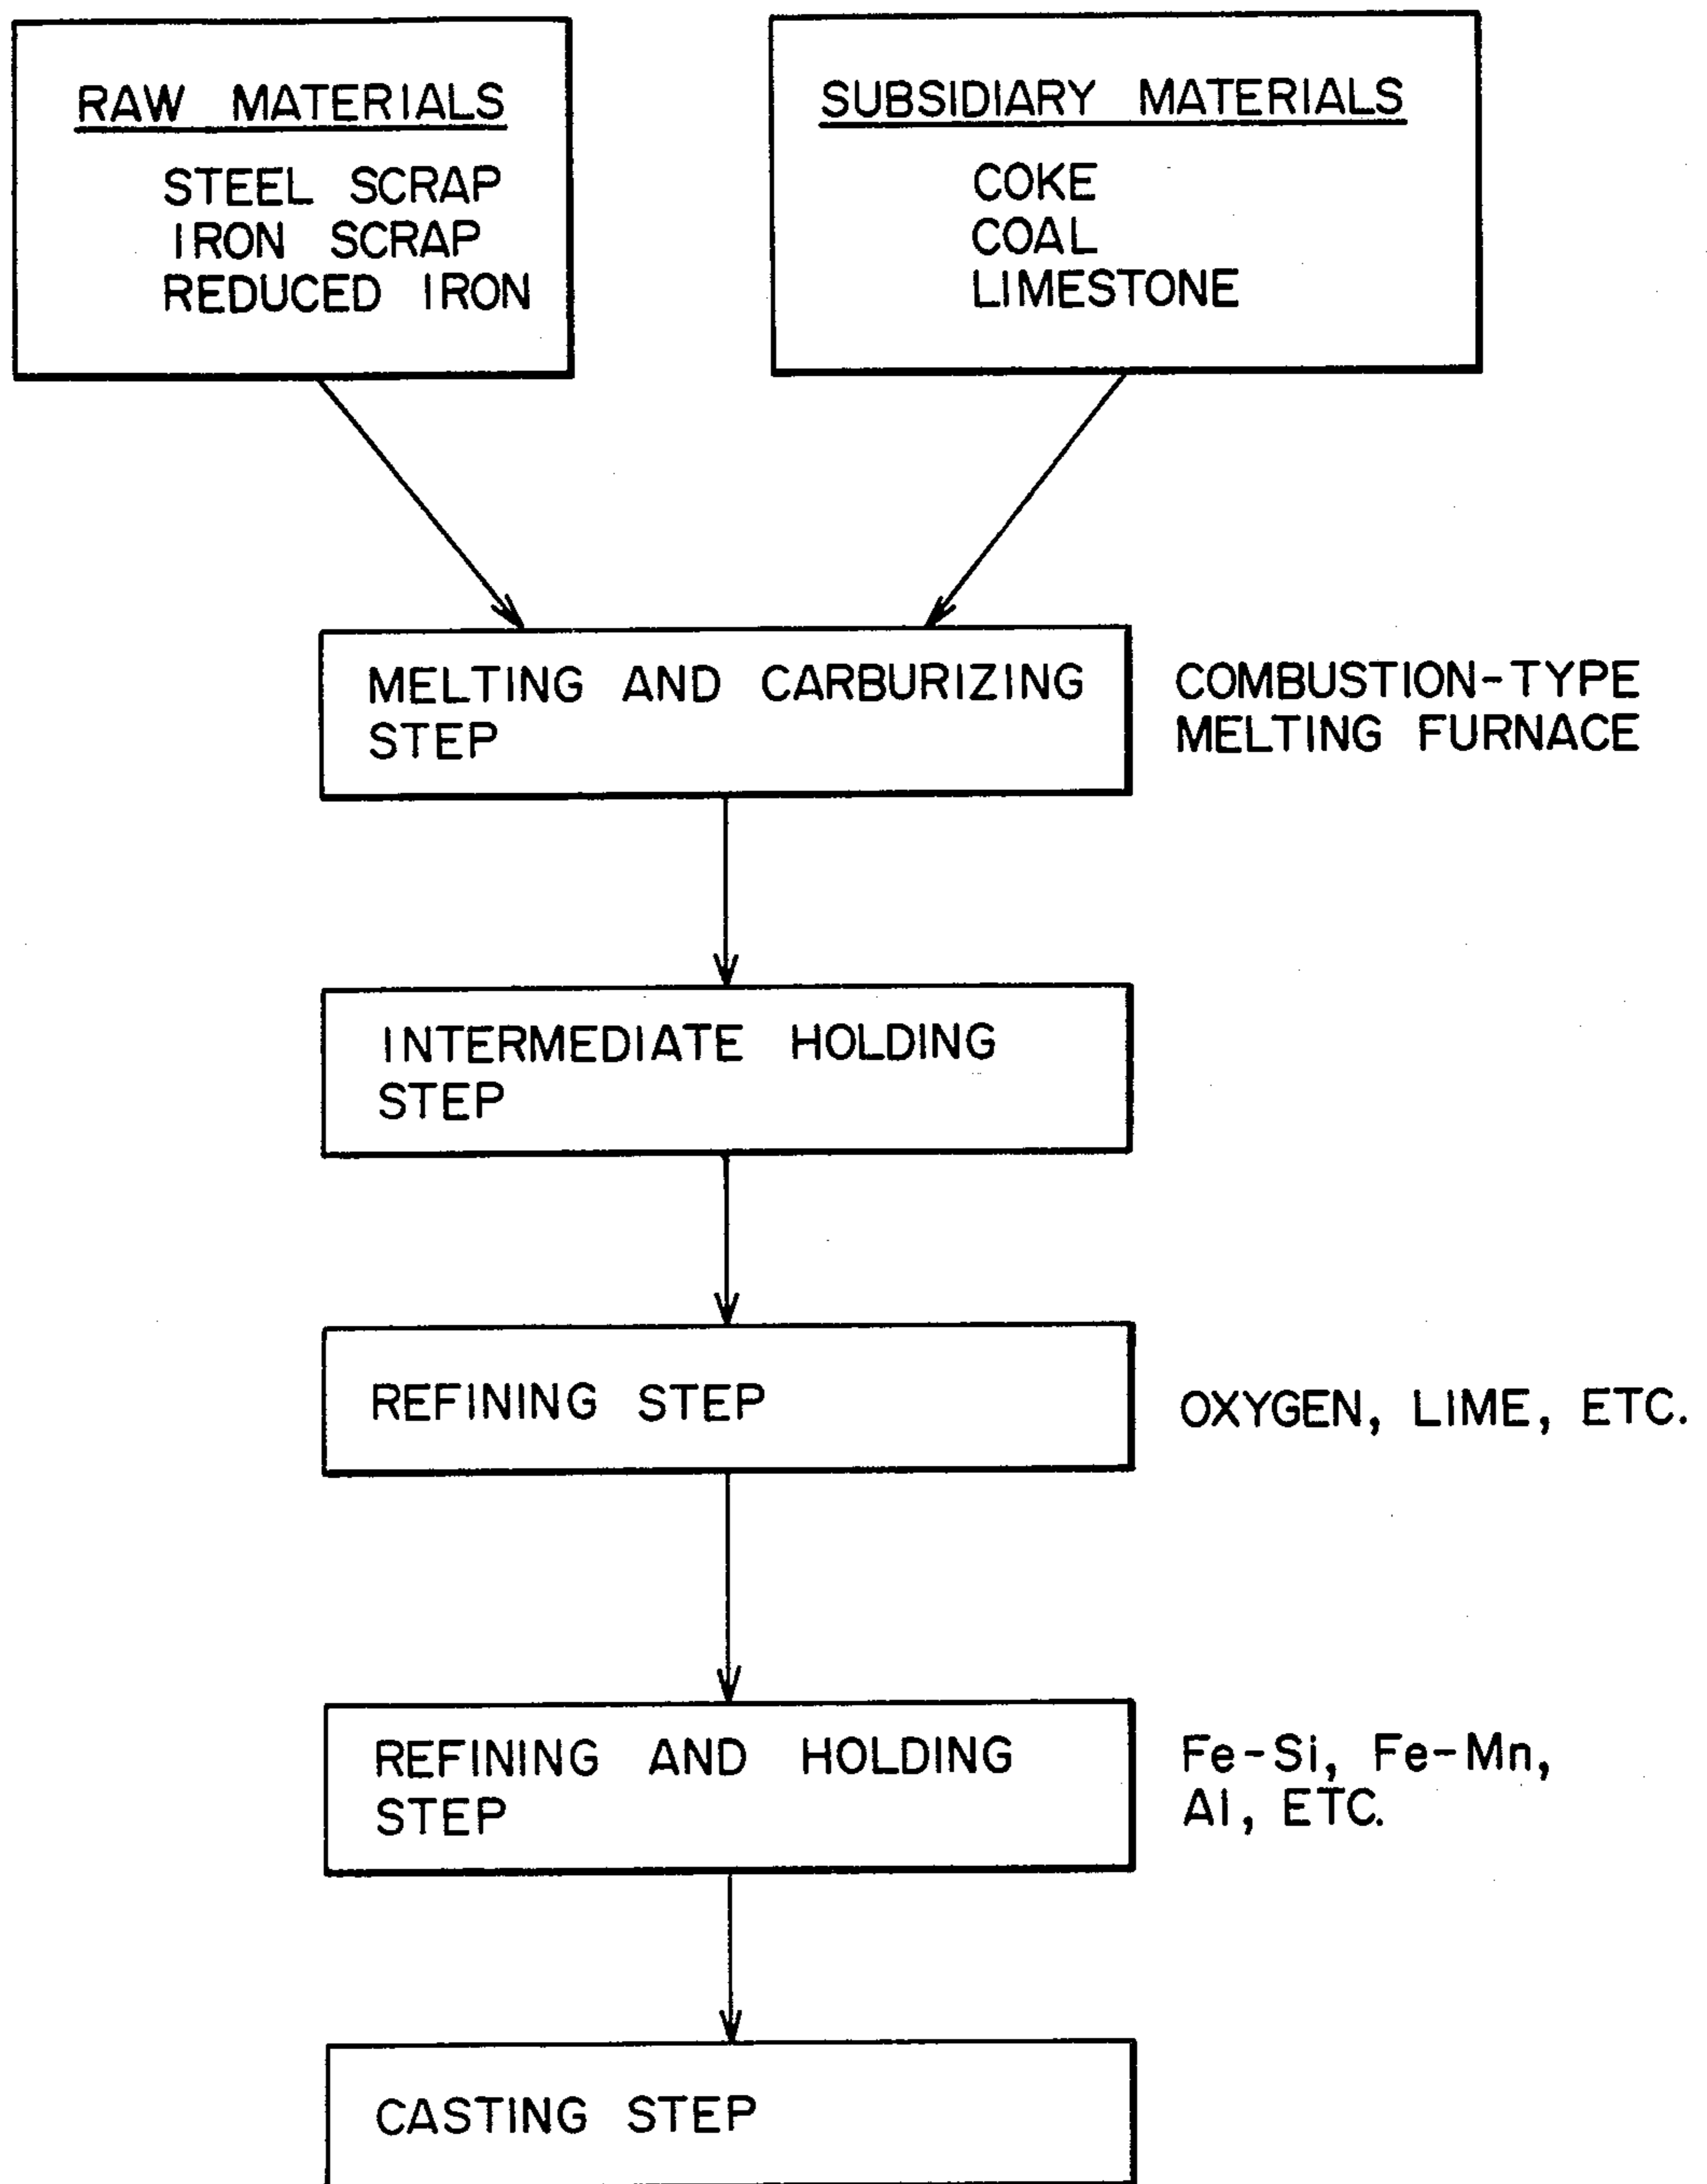 RAW MATERIALS
STEEL SCRAP
IRON SCRAP
REDUCED IRON
SUBSIDIARY MATERIALS
COKE
COAL
LIMESTONE
MELTING AND CARBURIZING
STEP
COMBUSTION-TYPE
MELTING FURNACE
INTERMEDIATE HOLDING
STEP
REFINING STEP
OXYGEN, LIME, ETC.
REFINING AND HOLDING
STEP
Fe-Si, Fe-Mn,
Al, ETC.
CASTING STEP